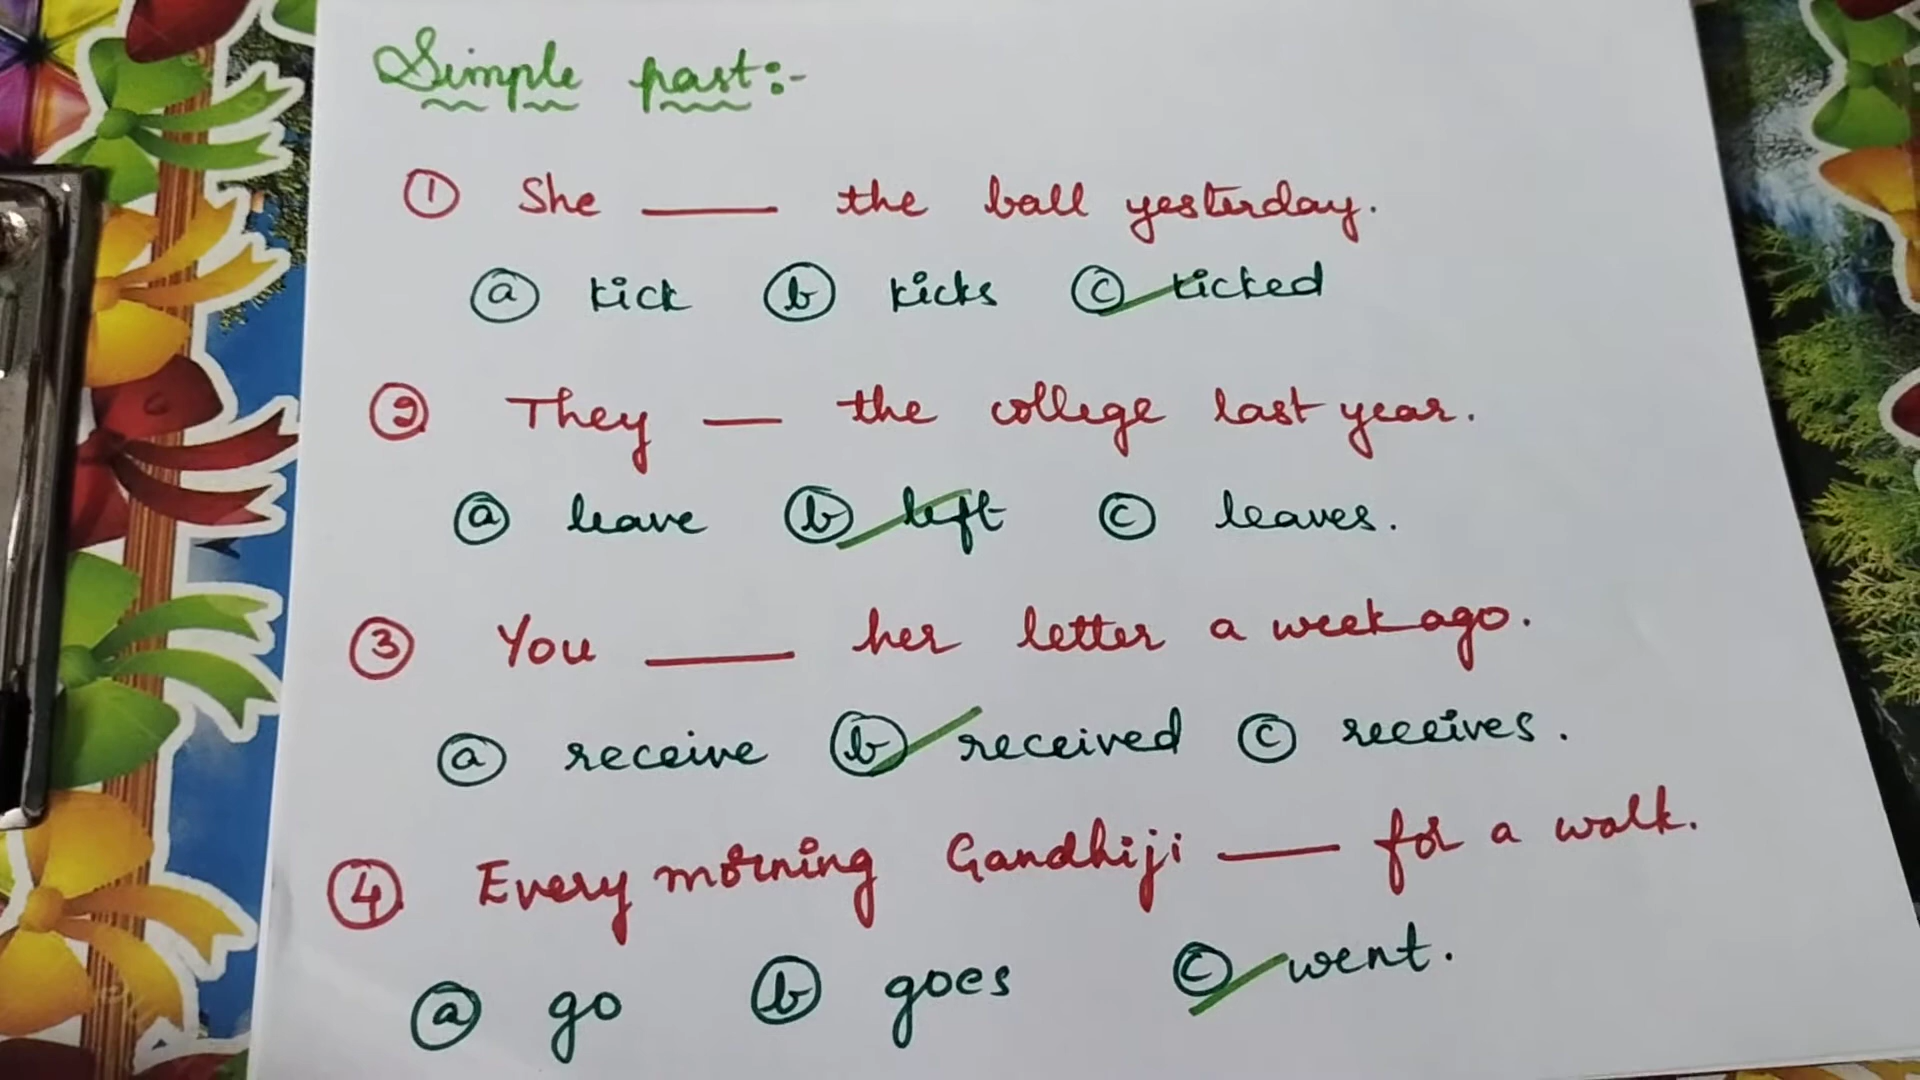 Simple past:-
① She ____ the ball yesterday.
ⓐ kick ⓑ kicks ⓒ kicked
② They ___ the college last year.
ⓐ leave ⓑ left ⓒ leaves.
③ You ____ her letter a week ago.
ⓐ receive ⓑ received ⓒ receives.
④ Every morning Gandhiji ____ for a walk.
ⓐ go ⓑ goes ⓒ went.